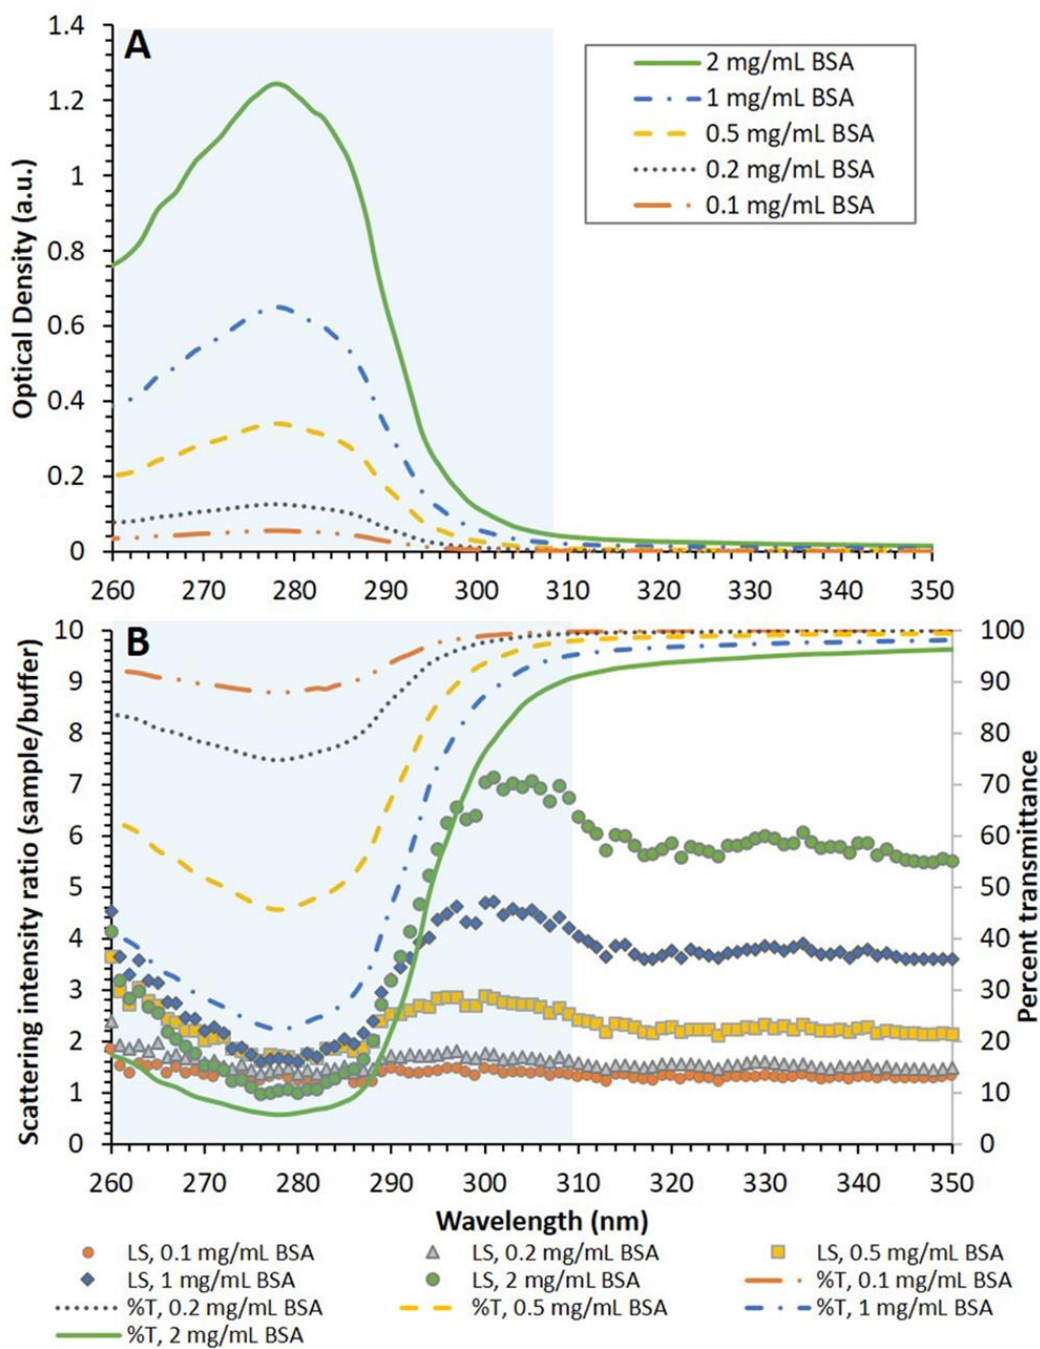 A
1.4
1.2
1
0.8
0.6
0.4
0.2
0
Optical Density (a.u.)
2 mg/mL BSA
1 mg/mL BSA
0.5 mg/mL BSA
0.2 mg/mL BSA
0.1 mg/mL BSA
260 270 280 290 300 310 320 330 340 350
B
10
9
8
7
6
5
4
3
2
1
0
Scattering intensity ratio (sample/buffer)
100
90
80
70
60
50
40
30
20
10
0
Percent transmittance
260 270 280 290 300 310 320 330 340 350
Wavelength (nm)
LS, 0.1 mg/mL BSA LS, 0.2 mg/mL BSA LS, 0.5 mg/mL BSA
LS, 1 mg/mL BSA LS, 2 mg/mL BSA %T, 0.1 mg/mL BSA
%T, 0.2 mg/mL BSA %T, 0.5 mg/mL BSA %T, 1 mg/mL BSA
%T, 2 mg/mL BSA